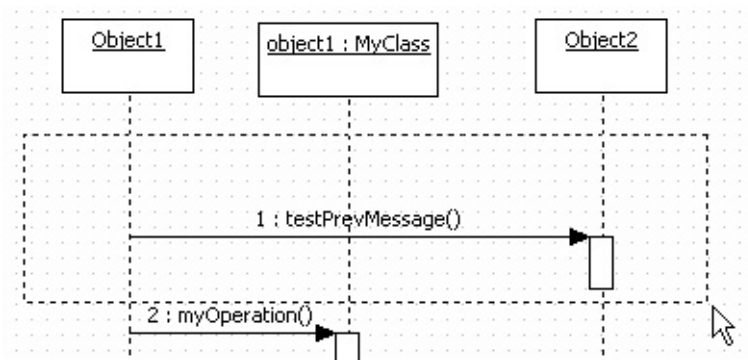 Object1
object1 : MyClass
Object2
1 : testPrevMessage()
2 : myOperation()